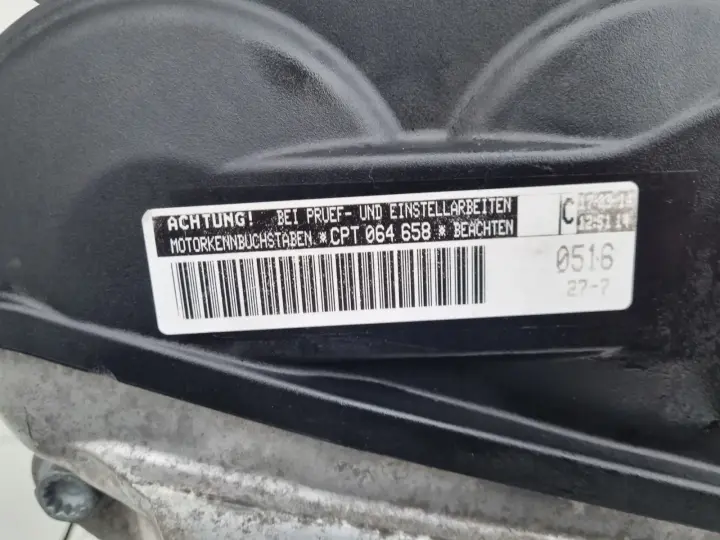 ACHTUNG! BEI PRUEF- UND EINSTELLARBEITEN
MOTORKENNBUCHSTABEN *CPT 064 658* BEACHTEN
C
0516
27-7